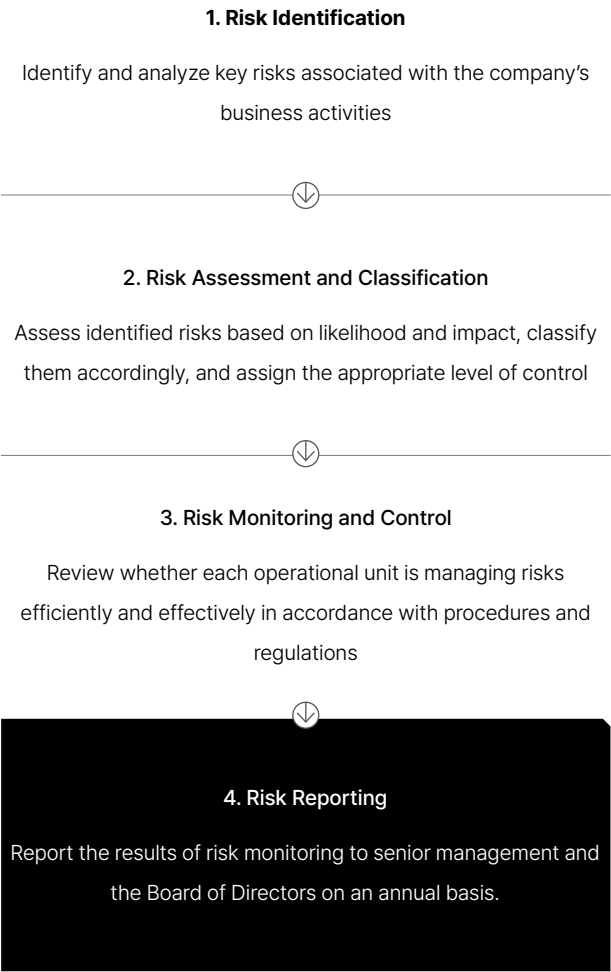 1. Risk Identification
Identify and analyze key risks associated with the company’s
business activities
2. Risk Assessment and Classification
Assess identified risks based on likelihood and impact, classify
them accordingly, and assign the appropriate level of control
3. Risk Monitoring and Control
Review whether each operational unit is managing risks
efficiently and effectively in accordance with procedures and
regulations
4. Risk Reporting
Report the results of risk monitoring to senior management and
the Board of Directors on an annual basis.